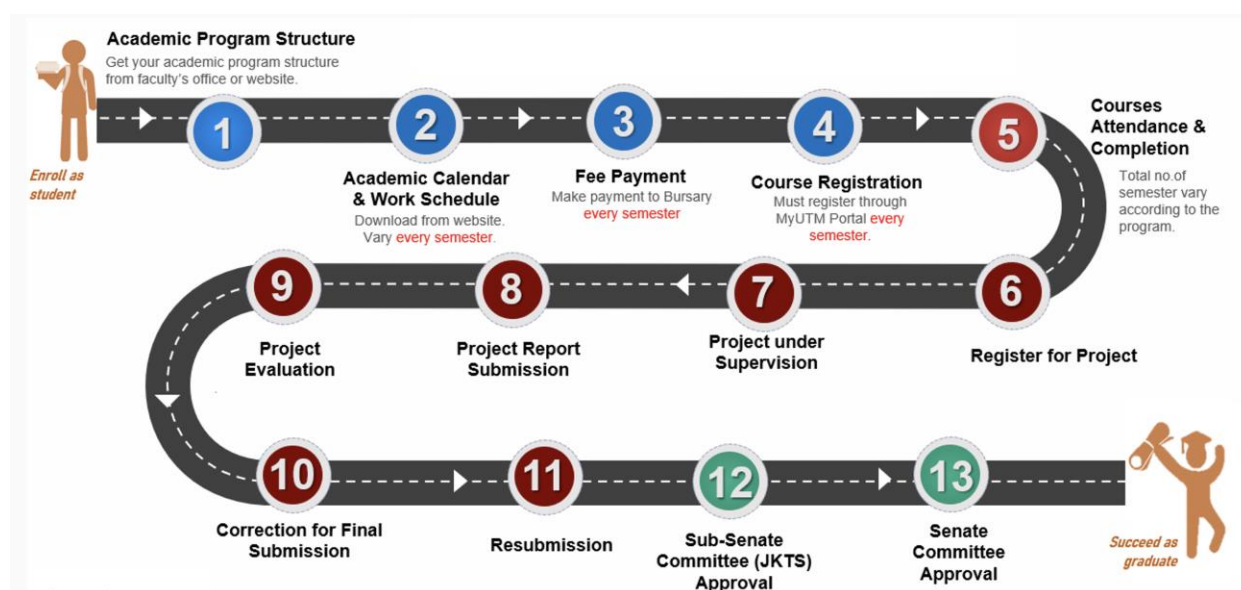 Academic Program Structure
Get your academic program structure
from faculty's office or website.
Enroll as
student
1
2
3
4
5
Academic Calendar
& Work Schedule
Download from website.
Vary every semester.
Fee Payment
Make payment to Bursary
every semester
Course Registration
Must register through
MyUTM Portal every
semester.
Courses
Attendance &
Completion
Total no.of
semester vary
according to the
program.
6
Register for Project
7
Project under
Supervision
8
Project Report
Submission
9
Project
Evaluation
10
Correction for Final
Submission
11
Resubmission
12
Sub-Senate
Committee (JKTS)
Approval
13
Senate
Committee
Approval
Succeed as
graduate